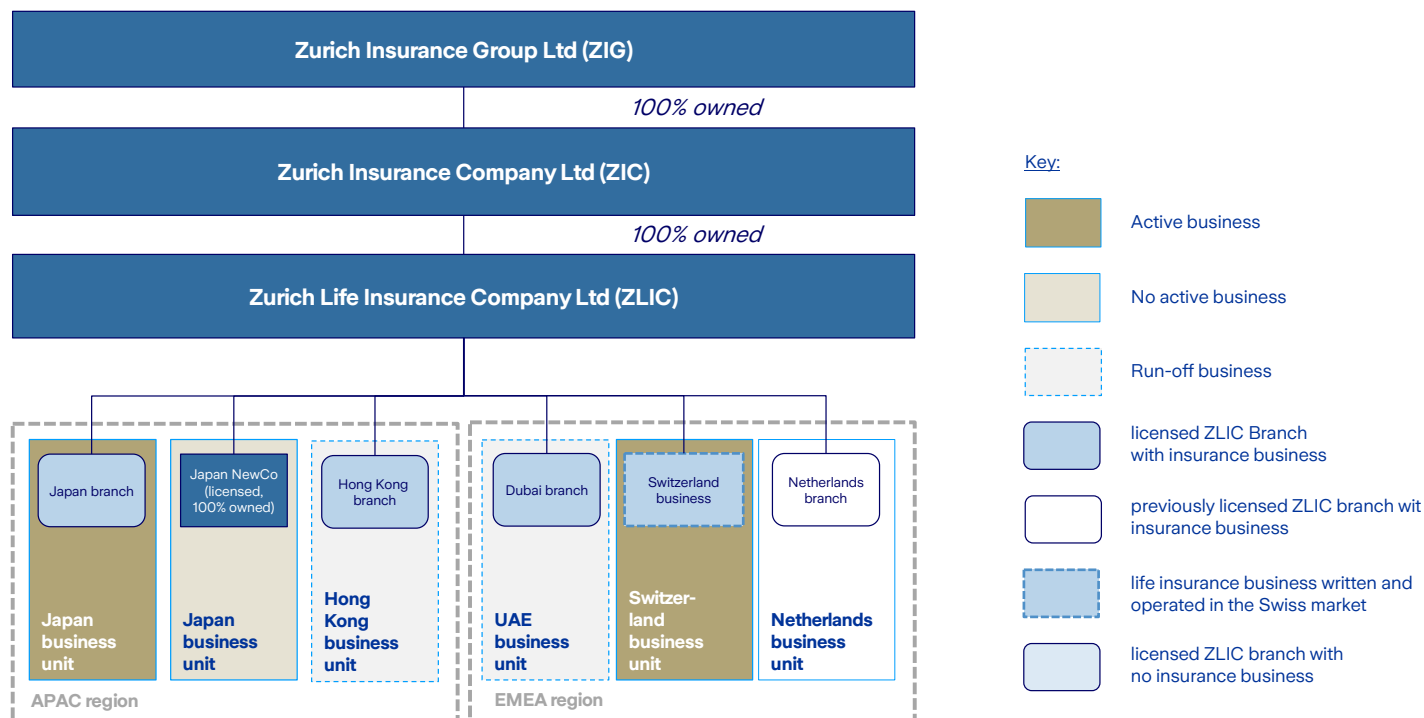 Zurich Insurance Group Ltd (ZIG)
100% owned
Zurich Insurance Company Ltd (ZIC)
100% owned
Zurich Life Insurance Company Ltd (ZLIC)
Japan branch
Japan NewCo
(licensed,
100% owned)
Hong Kong
branch
Dubai branch
Switzerland
business
Netherlands
branch
Japan
business
unit
Japan
business
unit
Hong
Kong
business
unit
UAE
business
unit
Switzer-
land
business
unit
Netherlands
business
unit
APAC region
EMEA region
Key:
Active business
No active business
Run-off business
licensed ZLIC Branch
with insurance business
previously licensed ZLIC branch wit
insurance business
life insurance business written and
operated in the Swiss market
licensed ZLIC branch with
no insurance business